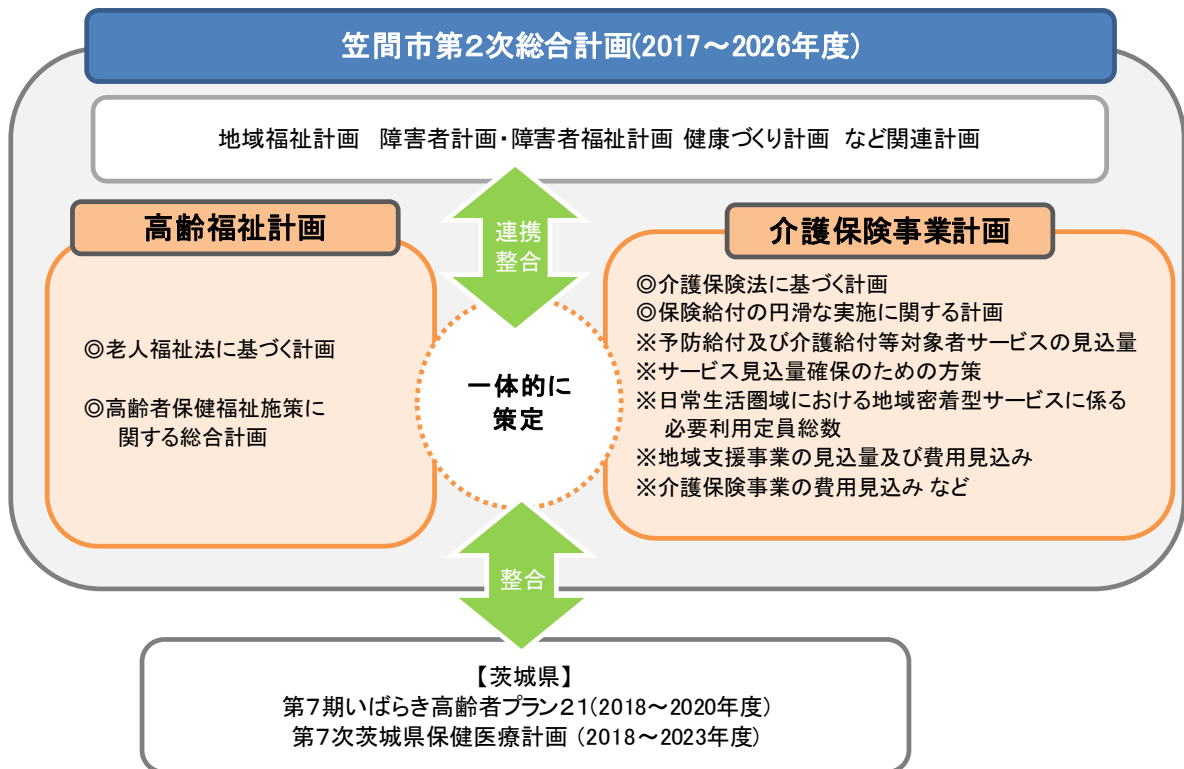 笠間市第2次総合計画(2017～2026年度)
地域福祉計画　障害者計画・障害者福祉計画 健康づくり計画 など関連計画
連携
整合
高齢福祉計画
◎老人福祉法に基づく計画
◎高齢者保健福祉施策に
関する総合計画
一体的に
策定
介護保険事業計画
◎介護保険法に基づく計画
◎保険給付の円滑な実施に関する計画
※予防給付及び介護給付等対象者サービスの見込量
※サービス見込量確保のための方策
※日常生活圏域における地域密着型サービスに係る
必要利用定員総数
※地域支援事業の見込量及び費用見込み
※介護保険事業の費用見込み など
整合
【茨城県】
第7期いばらき高齢者プラン21(2018～2020年度)
第7次茨城県保健医療計画 (2018～2023年度)